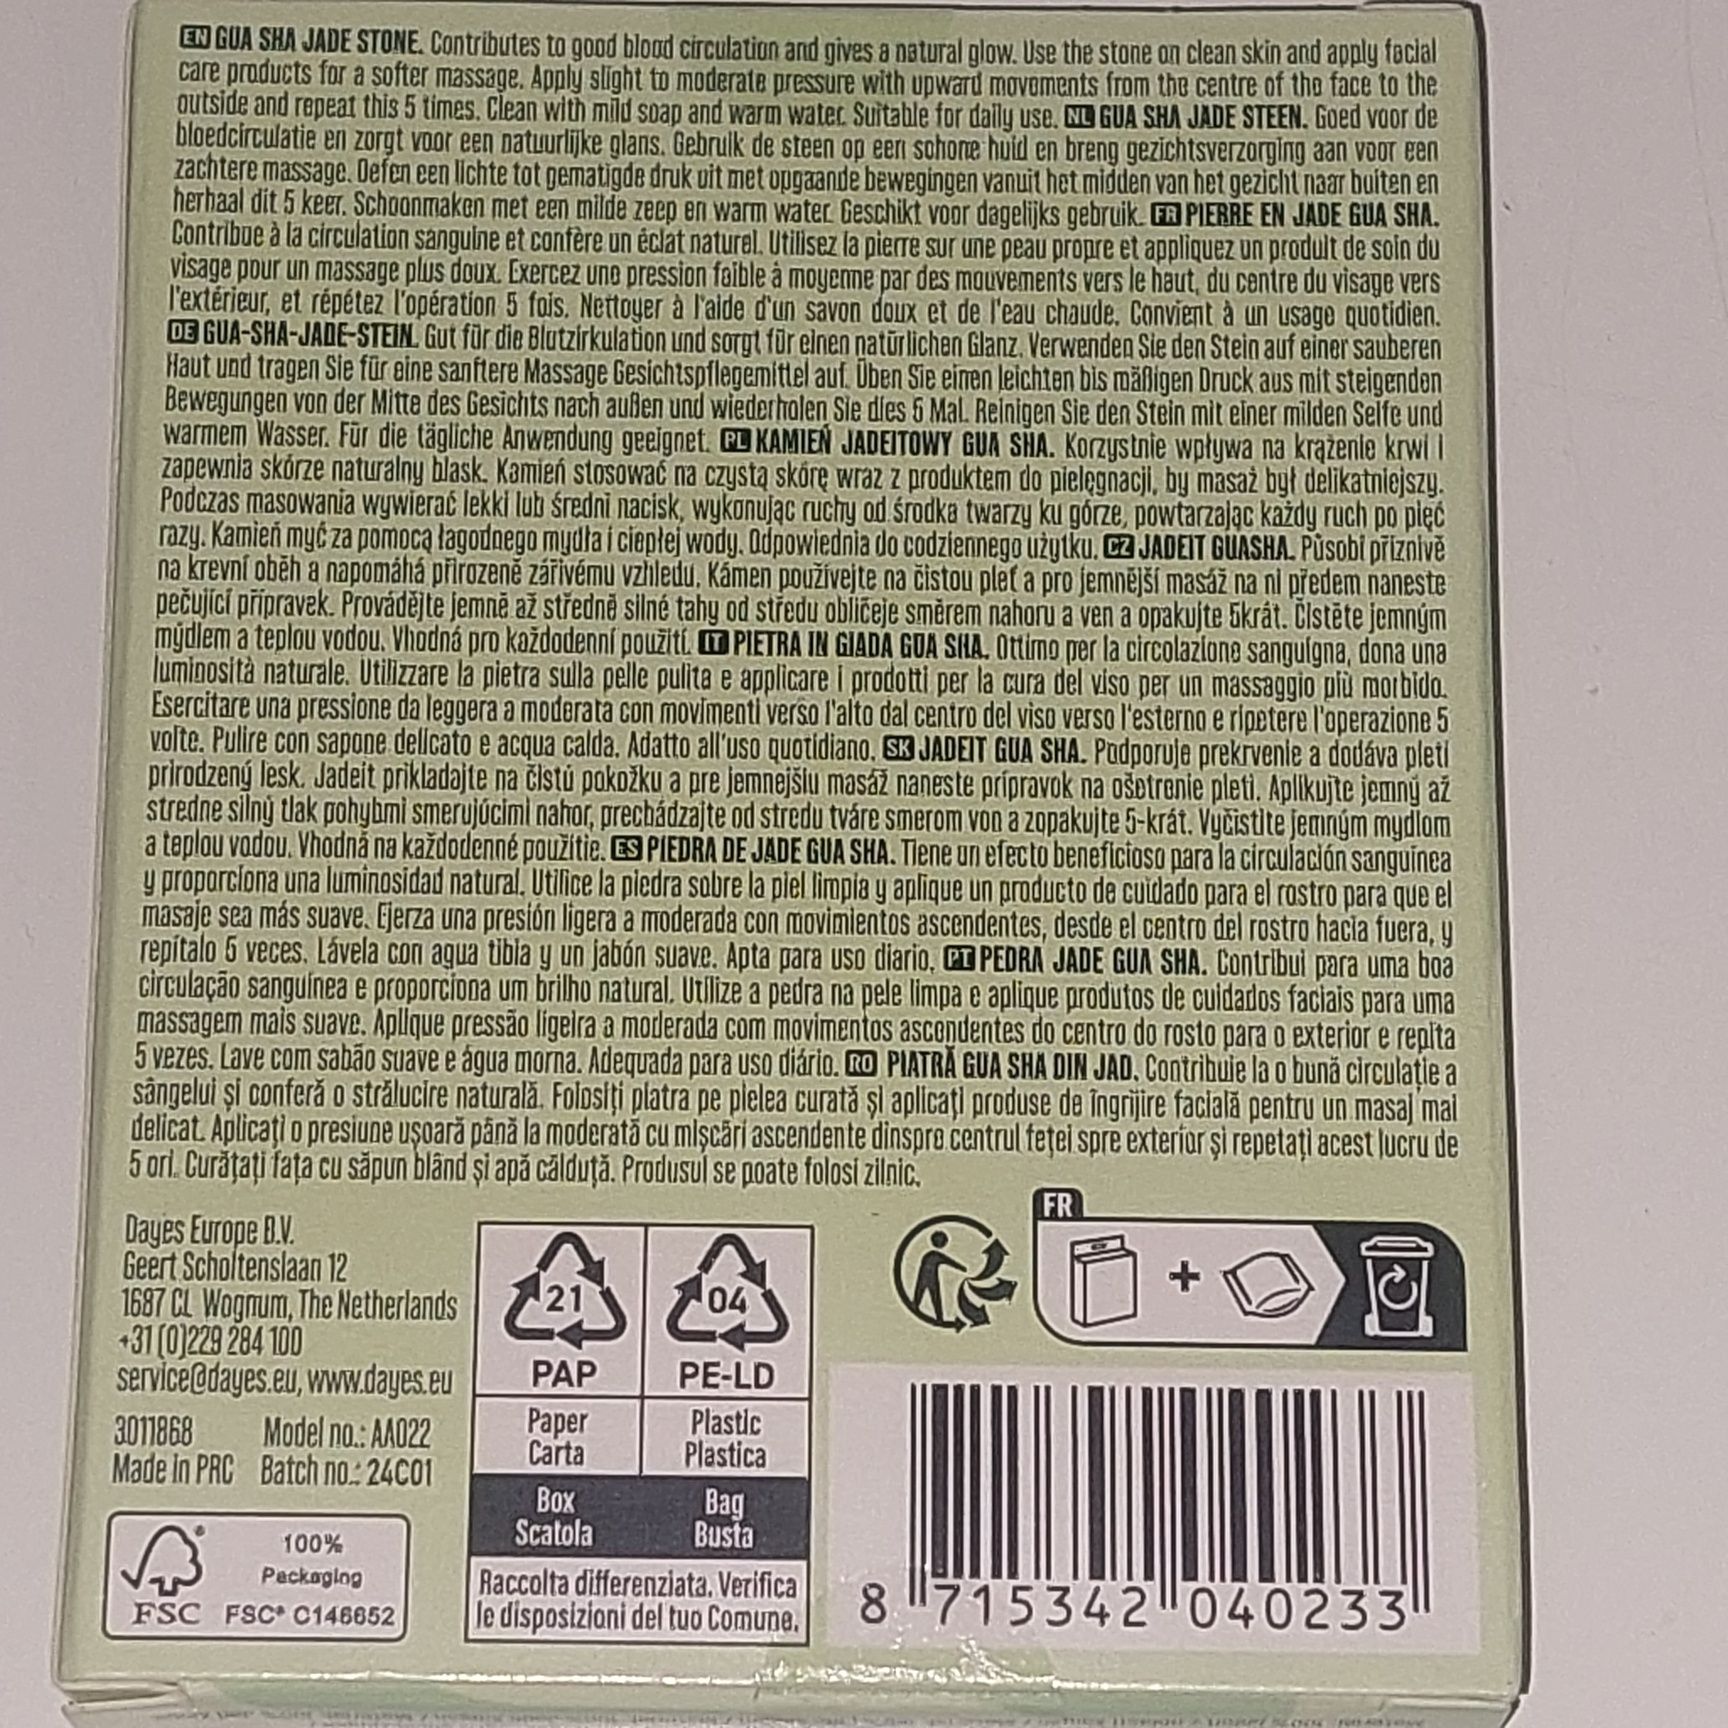 EN GUA SHA JADE STONE. Contributes to good blood circulation and gives a natural glow. Use the stone on clean skin and apply facial
care products for a softer massage. Apply slight to moderate pressure with upward movements from the centre of the face to the
outside and repeat this 5 times. Clean with mild soap and warm water. Suitable for daily use. NL GUA SHA JADE STEEN. Goed voor de
bloedcirculatie en zorgt voor een natuurlijke glans. Gebruik de steen op een schone huid en breng gezichtsverzorging aan voor een
zachtere massage. Oefen een lichte tot gematigde druk uit met opgaande bewegingen vanuit het midden van het gezicht naar buiten en
herhaal dit 5 keer. Schoonmaken met een milde zeep en warm water. Geschikt voor dagelijks gebruik. FR PIERRE EN JADE GUA SHA.
Contribue à la circulation sanguine et confère un éclat naturel. Utilisez la pierre sur une peau propre et appliquez un produit de soin du
visage pour un massage plus doux. Exercez une pression faible à moyenne par des mouvements vers le haut, du centre du visage vers
l'extérieur, et répétez l'opération 5 fois. Nettoyer à l'aide d'un savon doux et de l'eau chaude. Convient à un usage quotidien.
DE GUA-SHA-JADE-STEIN. Gut für die Blutzirkulation und sorgt für einen natürlichen Glanz. Verwenden Sie den Stein auf einer sauberen
Haut und tragen Sie für eine sanftere Massage Gesichtspflegemittel auf. Üben Sie einen leichten bis mäßigen Druck aus mit steigenden
Bewegungen von der Mitte des Gesichts nach außen und wiederholen Sie dies 5 Mal. Reinigen Sie den Stein mit einer milden Seife und
warmem Wasser. Für die tägliche Anwendung geeignet. PL KAMIEŃ JADEITOWY GUA SHA. Korzystnie wpływa na krążenie krwi i
zapewnia skórze naturalny blask. Kamień stosować na czystą skórę wraz z produktem do pielęgnacji, by masaż był delikatniejszy.
Podczas masowania wywierać lekki lub średni nacisk, wykonując ruchy od środka twarzy ku górze, powtarzając każdy ruch po pięć
razy. Kamień myć za pomocą łagodnego mydła i ciepłej wody. Odpowiednia do codziennego użytku. CZ JADEIT GUASHA. Působí příznivě
na krevní oběh a napomáhá přirozeně zářivému vzhledu. Kámen používejte na čistou pleť a pro jemnější masáž na ni předem naneste
pečující přípravek. Provádějte jemné až středně silné tahy od středu obličeje směrem nahoru a ven a opakujte 5krát. Čistěte jemným
mýdlem a teplou vodou. Vhodná pro každodenní použití. IT PIETRA IN GIADA GUA SHA. Ottimo per la circolazione sanguigna, dona una
luminosità naturale. Utilizzare la pietra sulla pelle pulita e applicare i prodotti per la cura del viso per un massaggio più morbido.
Esercitare una pressione da leggera a moderata con movimenti verso l'alto dal centro del viso verso l'esterno e ripetere l'operazione 5
volte. Pulire con sapone delicato e acqua calda. Adatto all'uso quotidiano. SK JADEIT GUA SHA. Podporuje prekrvenie a dodáva pleti
prirodzený lesk. Jadeit prikladajte na čistú pokožku a pre jemnejšiu masáž naneste prípravok na ošetrenie pleti. Aplikujte jemný až
stredne silný tlak pohybmi smerujúcimi nahor, prechádzajte od stredu tváre smerom von a zopakujte 5-krát. Vyčistite jemným mydlom
a teplou vodou. Vhodná na každodenné použitie. ES PIEDRA DE JADE GUA SHA. Tiene un efecto beneficioso para la circulación sanguínea
y proporciona una luminosidad natural. Utilice la piedra sobre la piel limpia y aplique un producto de cuidado para el rostro para que el
masaje sea más suave. Ejerza una presión ligera a moderada con movimientos ascendentes, desde el centro del rostro hacia fuera, y
repítalo 5 veces. Lávela con agua tibia y un jabón suave. Apta para uso diario. PT PEDRA JADE GUA SHA. Contribui para uma boa
circulação sanguínea e proporciona um brilho natural. Utilize a pedra na pele limpa e aplique produtos de cuidados faciais para uma
massagem mais suave. Aplique pressão ligeira a moderada com movimentos ascendentes do centro do rosto para o exterior e repita
5 vezes. Lave com sabão suave e água morna. Adequada para uso diário. RO PIATRĂ GUA SHA DIN JAD. Contribuie la o bună circulație a
sângelui și conferă o strălucire naturală. Folosiți piatra pe pielea curată și aplicați produse de îngrijire facială pentru un masaj mai
delicat. Aplicați o presiune ușoară până la moderată cu mișcări ascendente dinspre centrul feței spre exterior și repetați acest lucru de
5 ori. Curățați fața cu săpun blând și apă călduță. Produsul se poate folosi zilnic.
Dayes Europe B.V.
Geert Scholtenslaan 12
1687 CL Wognum, The Netherlands
+31 (0)229 284 100
service@dayes.eu, www.dayes.eu
3011868 Model no.: AA022
Made in PRC Batch no.: 24C01
100%
Packaging
FSC FSC® C146652
21 04
PAP PE-LD
Paper Plastic
Carta Plastica
Box Bag
Scatola Busta
Raccolta differenziata. Verifica
le disposizioni del tuo Comune.
FR
8 715342 040233